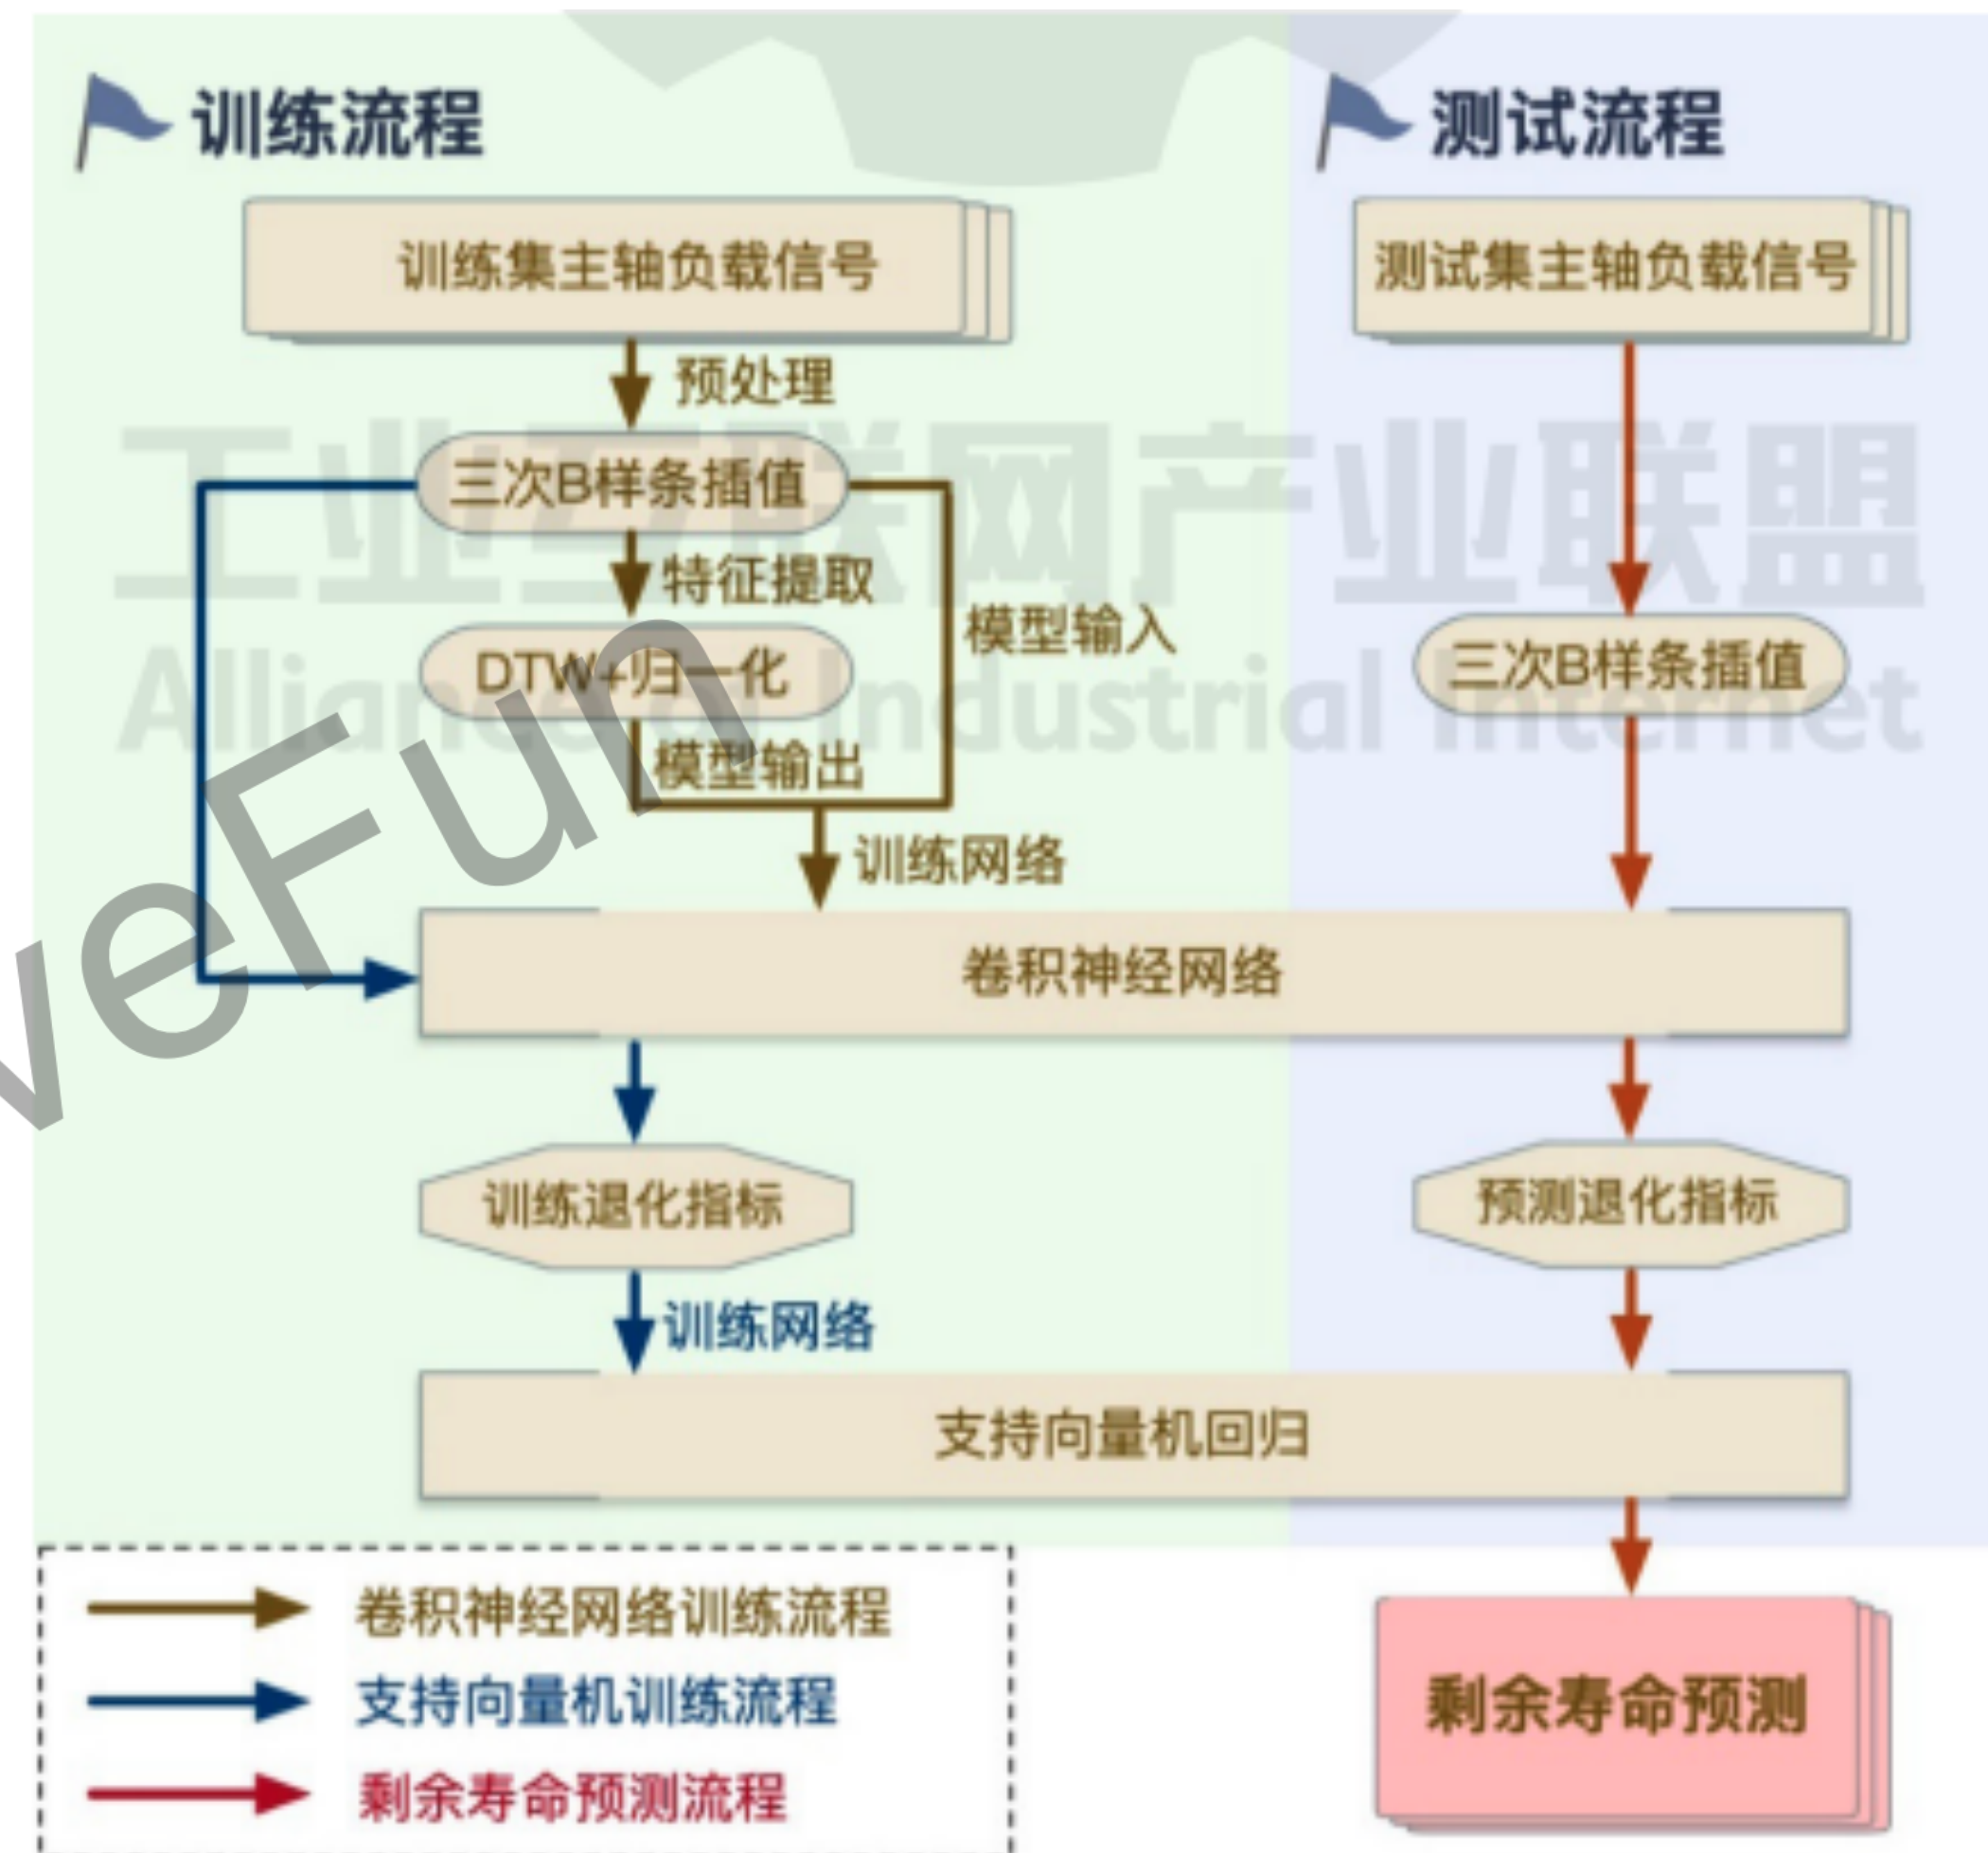 训练流程
测试流程
训练集主轴负载信号
测试集主轴负载信号
预处理
三次B样条插值
特征提取
模型输入
DTW+归一化
三次B样条插值
模型输出
训练网络
卷积神经网络
训练退化指标
预测退化指标
训练网络
支持向量机回归
卷积神经网络训练流程
支持向量机训练流程
剩余寿命预测流程
剩余寿命预测
工业互联网产业联盟
Alliance of Industrial Internet
veFun